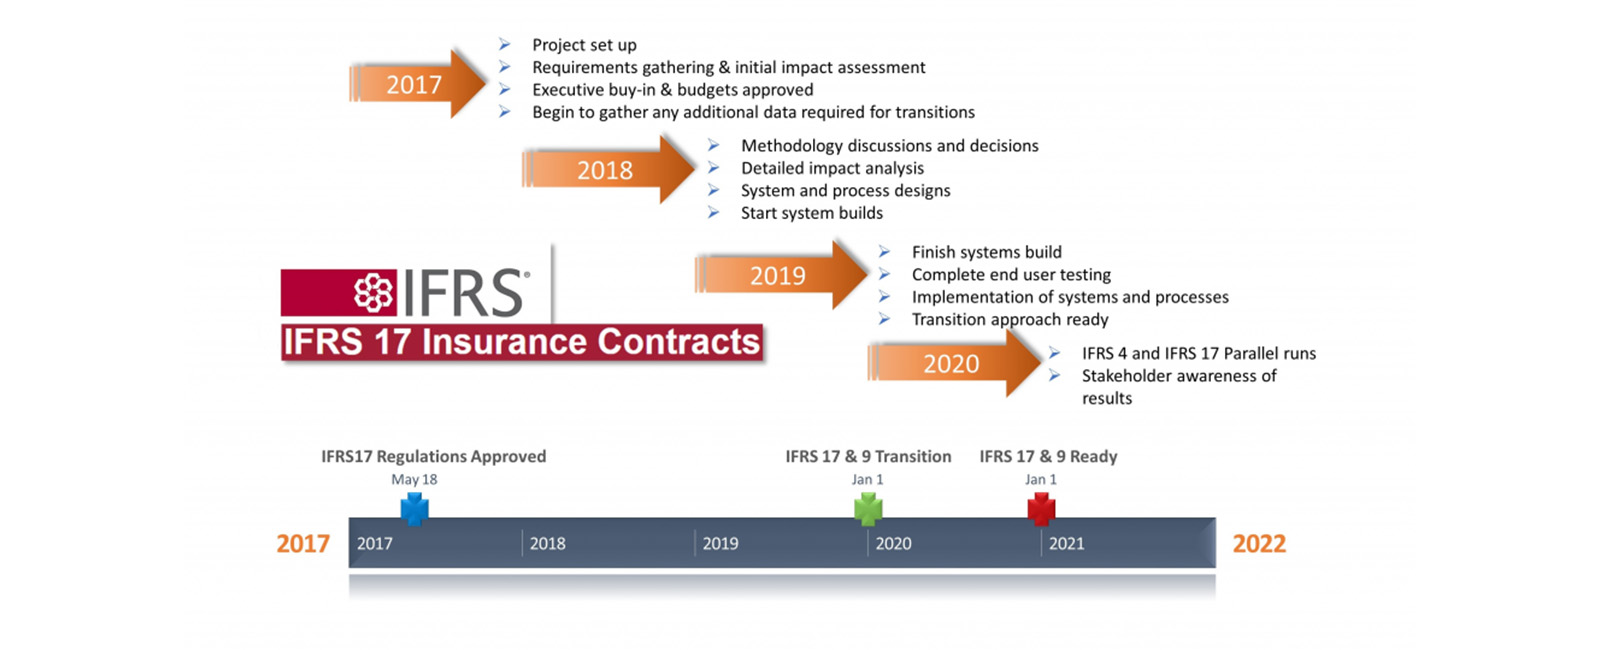 2017
Project set up
Requirements gathering & initial impact assessment
Executive buy-in & budgets approved
Begin to gather any additional data required for transitions
2018
Methodology discussions and decisions
Detailed impact analysis
System and process designs
Start system builds
2019
Finish systems build
Complete end user testing
Implementation of systems and processes
Transition approach ready
IFRS®
IFRS 17 Insurance Contracts
2020
IFRS 4 and IFRS 17 Parallel runs
Stakeholder awareness of
results
IFRS17 Regulations Approved
May 18
IFRS 17 & 9 Transition
Jan 1
IFRS 17 & 9 Ready
Jan 1
2017
2017
2018
2019
2020
2021
2022